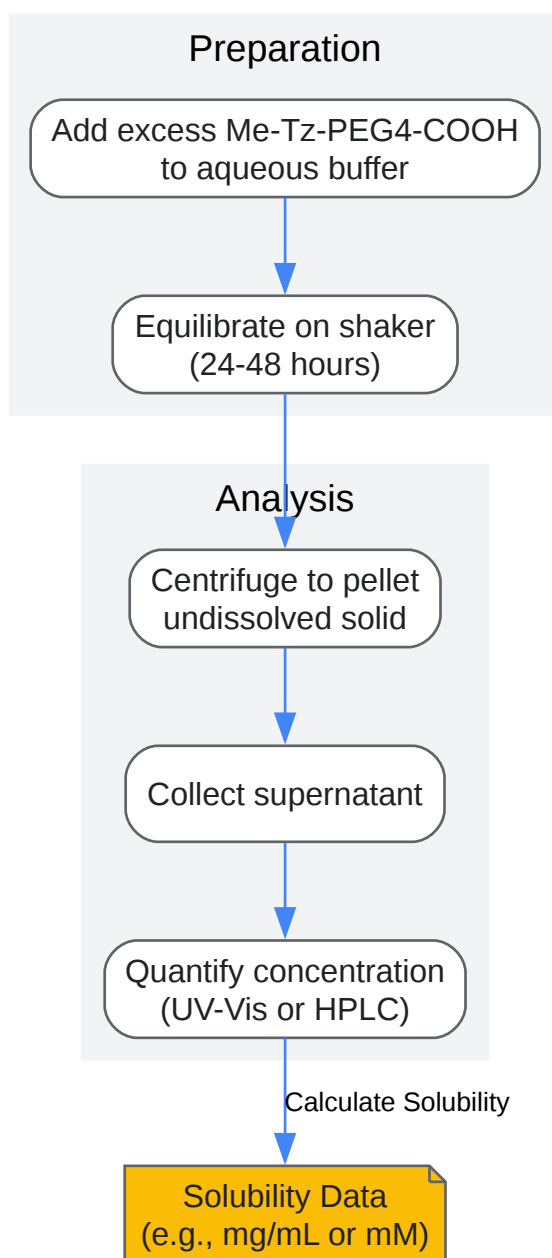 Preparation
Add excess Me-Tz-PEG4-COOH
to aqueous buffer
Equilibrate on shaker
(24-48 hours)
Analysis
Centrifuge to pellet
undissolved solid
Collect supernatant
Quantify concentration
(UV-Vis or HPLC)
Calculate Solubility
Solubility Data
(e.g., mg/mL or mM)